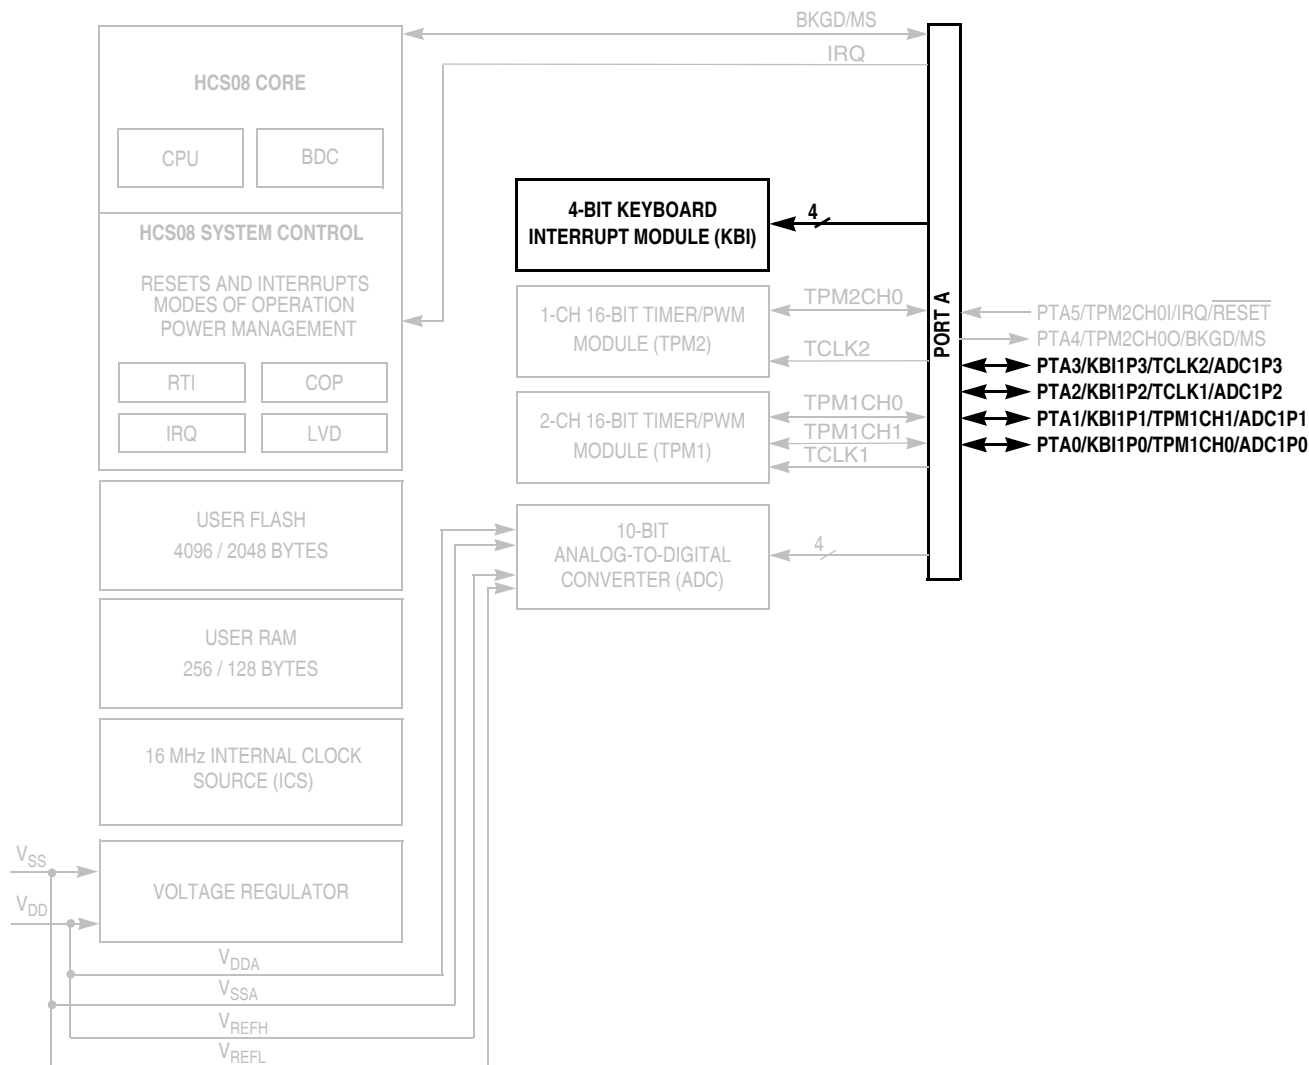 BKGD/MS
IRQ
HCS08 CORE
CPU
BDC
HCS08 SYSTEM CONTROL
RESETS AND INTERRUPTS
MODES OF OPERATION
POWER MANAGEMENT
RTI
COP
IRQ
LVD
USER FLASH
4096 / 2048 BYTES
USER RAM
256 / 128 BYTES
16 MHz INTERNAL CLOCK
SOURCE (ICS)
VOLTAGE REGULATOR
VSS
VDD
VDDA
VSSA
VREFH
VREFL
4-BIT KEYBOARD
INTERRUPT MODULE (KBI)
4
1-CH 16-BIT TIMER/PWM
MODULE (TPM2)
TPM2CH0
TCLK2
2-CH 16-BIT TIMER/PWM
MODULE (TPM1)
TPM1CH0
TPM1CH1
TCLK1
10-BIT
ANALOG-TO-DIGITAL
CONVERTER (ADC)
4
PORT A
PTA5/TPM2CH0I/IRQ/RESET
PTA4/TPM2CH0O/BKGD/MS
PTA3/KBI1P3/TCLK2/ADC1P3
PTA2/KBI1P2/TCLK1/ADC1P2
PTA1/KBI1P1/TPM1CH1/ADC1P1
PTA0/KBI1P0/TPM1CH0/ADC1P0